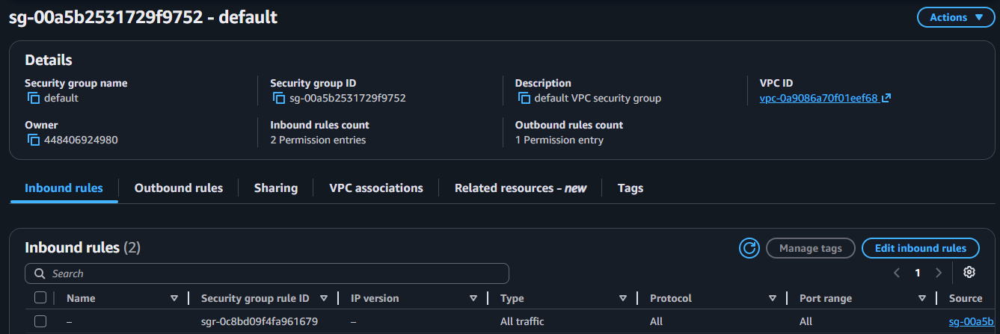 sg-00a5b2531729f9752 - default
Actions
Details
Security group name
default
Security group ID
sg-00a5b2531729f9752
Description
default VPC security group
VPC ID
vpc-0a9086a70f01eef68
Owner
448406924980
Inbound rules count
2 Permission entries
Outbound rules count
1 Permission entry
Inbound rules Outbound rules Sharing VPC associations Related resources - new Tags
Inbound rules (2)
Manage tags
Edit inbound rules
Search
1
Name Security group rule ID IP version Type Protocol Port range Source
– sgr-0c8bd09f4fa961679 – All traffic All All sg-00a5b